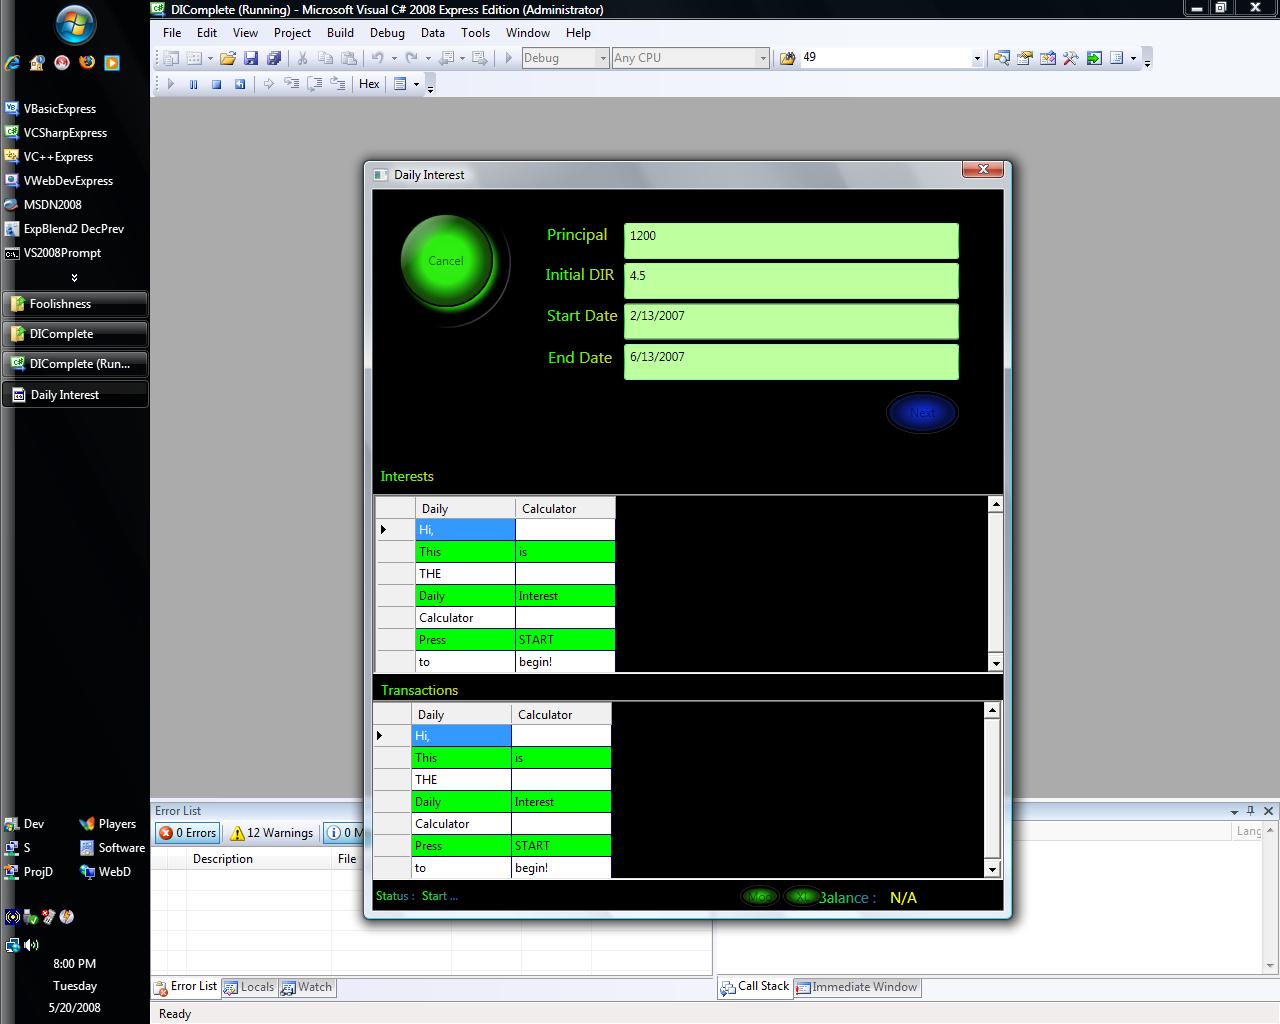 DIComplete (Running) - Microsoft Visual C# 2008 Express Edition (Administrator)
File Edit View Project Build Debug Data Tools Window Help
Debug Any CPU 49
Hex
VBasicExpress
VCSharpExpress
VC++Express
VWebDevExpress
MSDN2008
ExpBlend2 DecPrev
VS2008Prompt
Foolishness
DIComplete
DIComplete (Run...
Daily Interest
Dev Players
S Software
ProjD WebD
8:00 PM
Tuesday
5/20/2008
Daily Interest
Cancel
Principal 1200
Initial DIR 4.5
Start Date 2/13/2007
End Date 6/13/2007
Next
Interests
Daily Calculator
Hi,
This is
THE
Daily Interest
Calculator
Press START
to begin!
Transactions
Daily Calculator
Hi,
This is
THE
Daily Interest
Calculator
Press START
to begin!
Status : Start ... Balance : N/A
Error List
0 Errors 12 Warnings 0 M
Description File
Lang
Error List Locals Watch
Call Stack Immediate Window
Ready